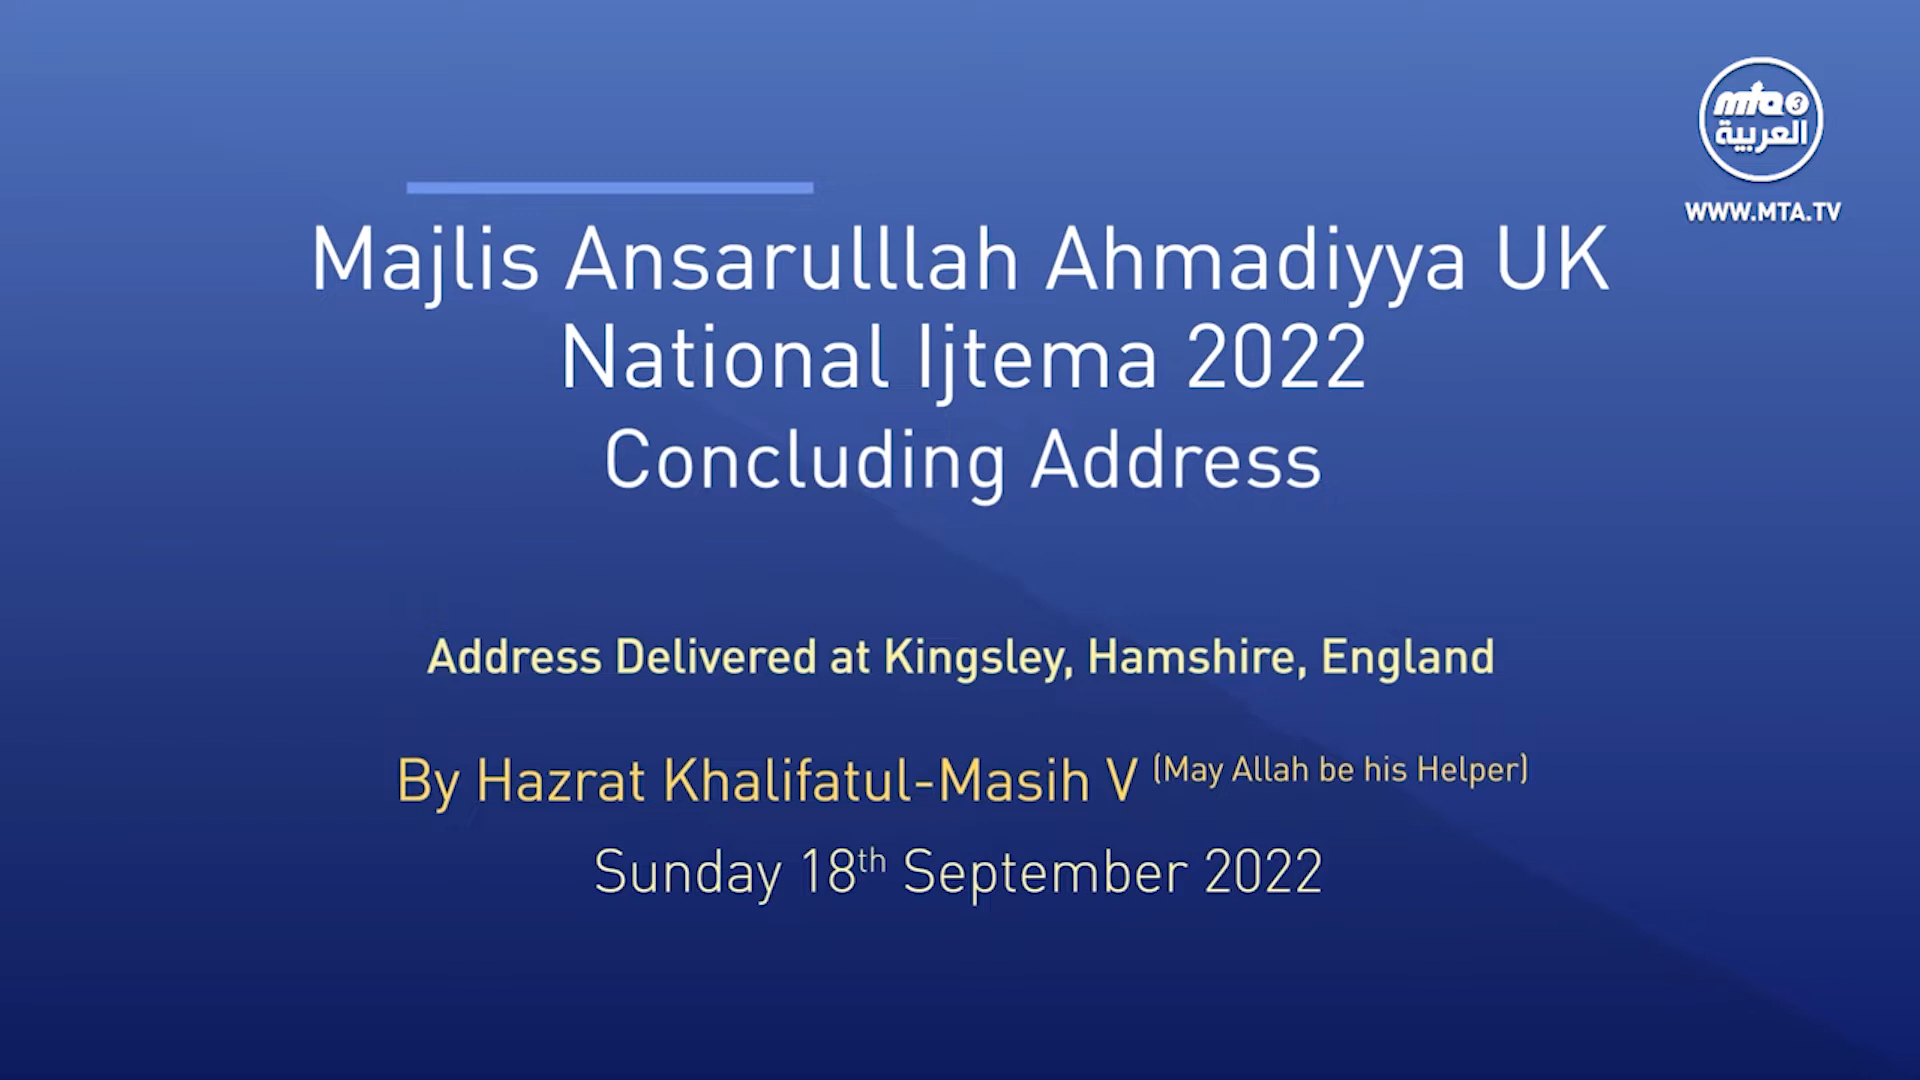 mta 3
العربية
WWW.MTA.TV
Majlis Ansarulllah Ahmadiyya UK
National Ijtema 2022
Concluding Address
Address Delivered at Kingsley, Hamshire, England
By Hazrat Khalifatul-Masih V (May Allah be his Helper)
Sunday 18th September 2022